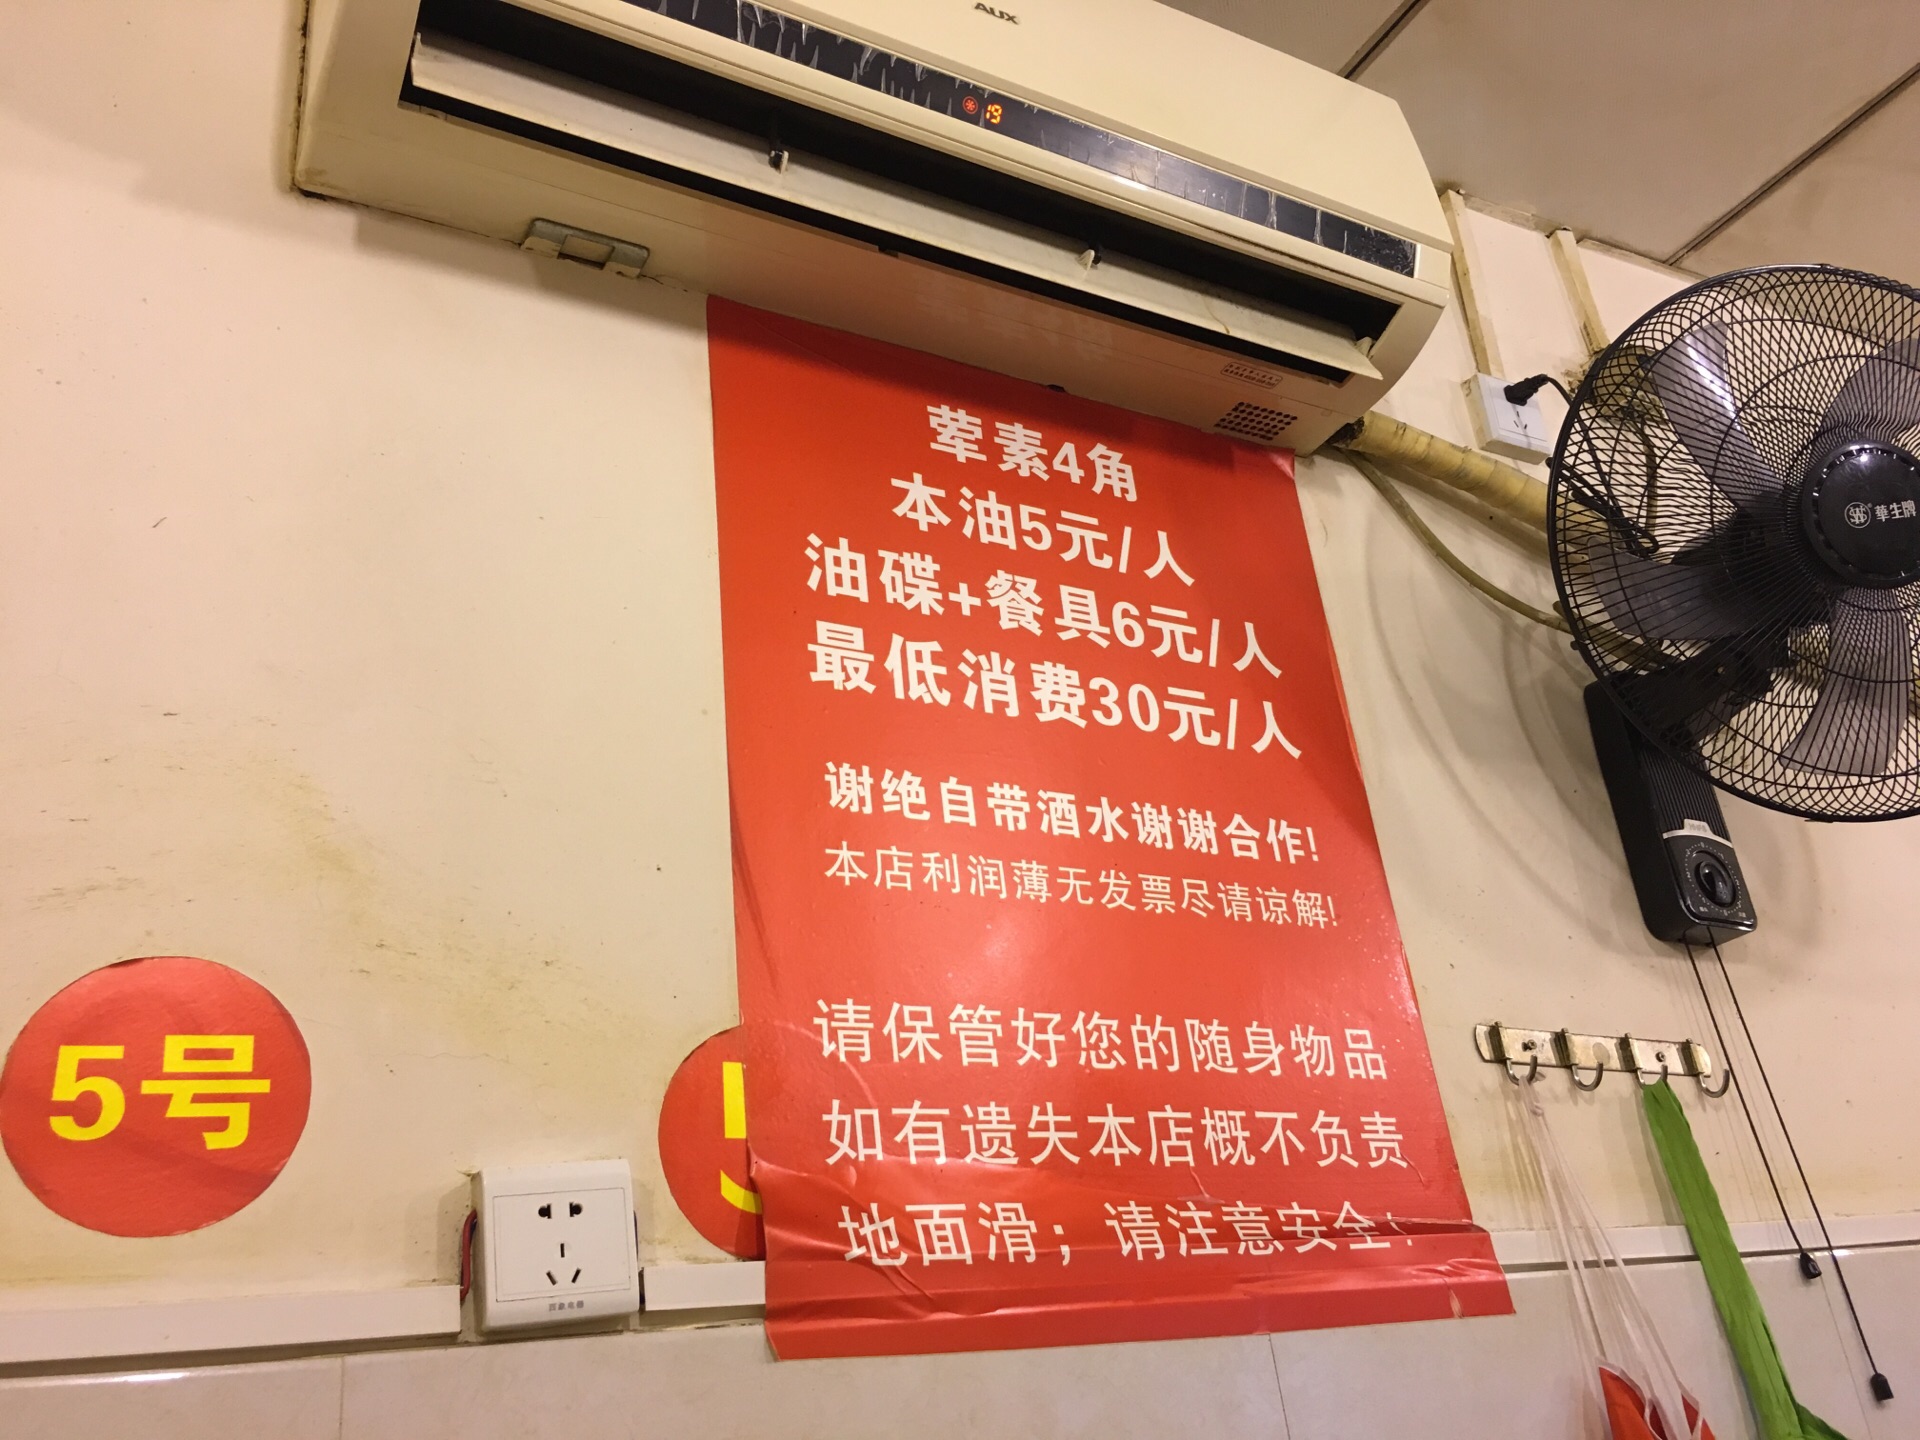 AUX
19
荤素4角
本油5元/人
油碟+餐具6元/人
最低消费30元/人
谢绝自带酒水谢谢合作!
本店利润薄无发票尽请谅解!
请保管好您的随身物品
如有遗失本店概不负责
地面滑；请注意安全!
5号
華生牌